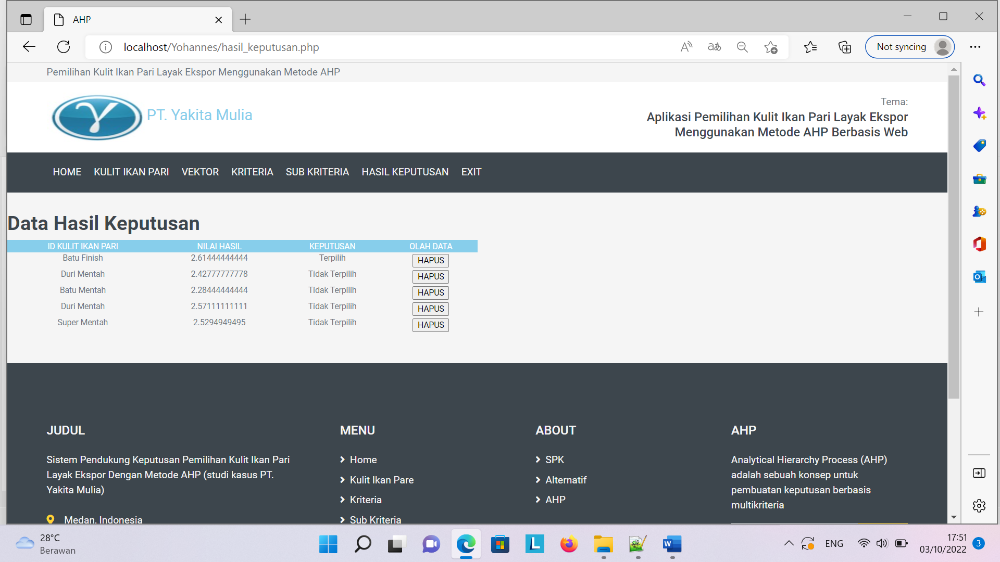 AHP
localhost/Yohannes/hasil_keputusan.php
Not syncing
Pemilihan Kulit Ikan Pari Layak Ekspor Menggunakan Metode AHP
PT. Yakita Mulia
Tema:
Aplikasi Pemilihan Kulit Ikan Pari Layak Ekspor
Menggunakan Metode AHP Berbasis Web
HOME KULIT IKAN PARI VEKTOR KRITERIA SUB KRITERIA HASIL KEPUTUSAN EXIT
Data Hasil Keputusan
ID KULIT IKAN PARI NILAI HASIL KEPUTUSAN OLAH DATA
Batu Finish 2.61444444444 Terpilih HAPUS
Duri Mentah 2.42777777778 Tidak Terpilih HAPUS
Batu Mentah 2.28444444444 Tidak Terpilih HAPUS
Duri Mentah 2.57111111111 Tidak Terpilih HAPUS
Super Mentah 2.5294949495 Tidak Terpilih HAPUS
JUDUL
Sistem Pendukung Keputusan Pemilihan Kulit Ikan Pari
Layak Ekspor Dengan Metode AHP (studi kasus PT.
Yakita Mulia)
Medan, Indonesia
MENU
Home
Kulit Ikan Pare
Kriteria
Sub Kriteria
ABOUT
SPK
Alternatif
AHP
AHP
Analytical Hierarchy Process (AHP)
adalah sebuah konsep untuk
pembuatan keputusan berbasis
multikriteria
28°C
Berawan
ENG
17:51
03/10/2022
3